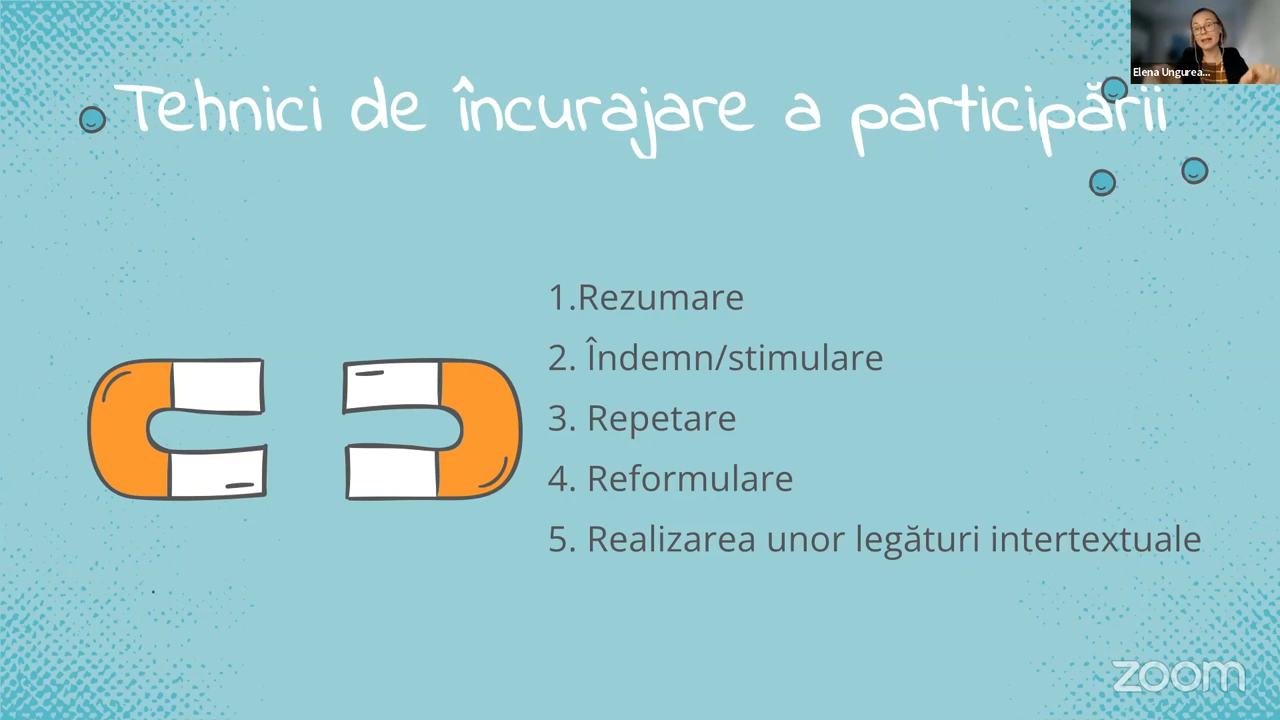 Elena Ungurea...
Tehnici de încurajare a participării
1.Rezumare
2. Îndemn/stimulare
3. Repetare
4. Reformulare
5. Realizarea unor legături intertextuale
zoom